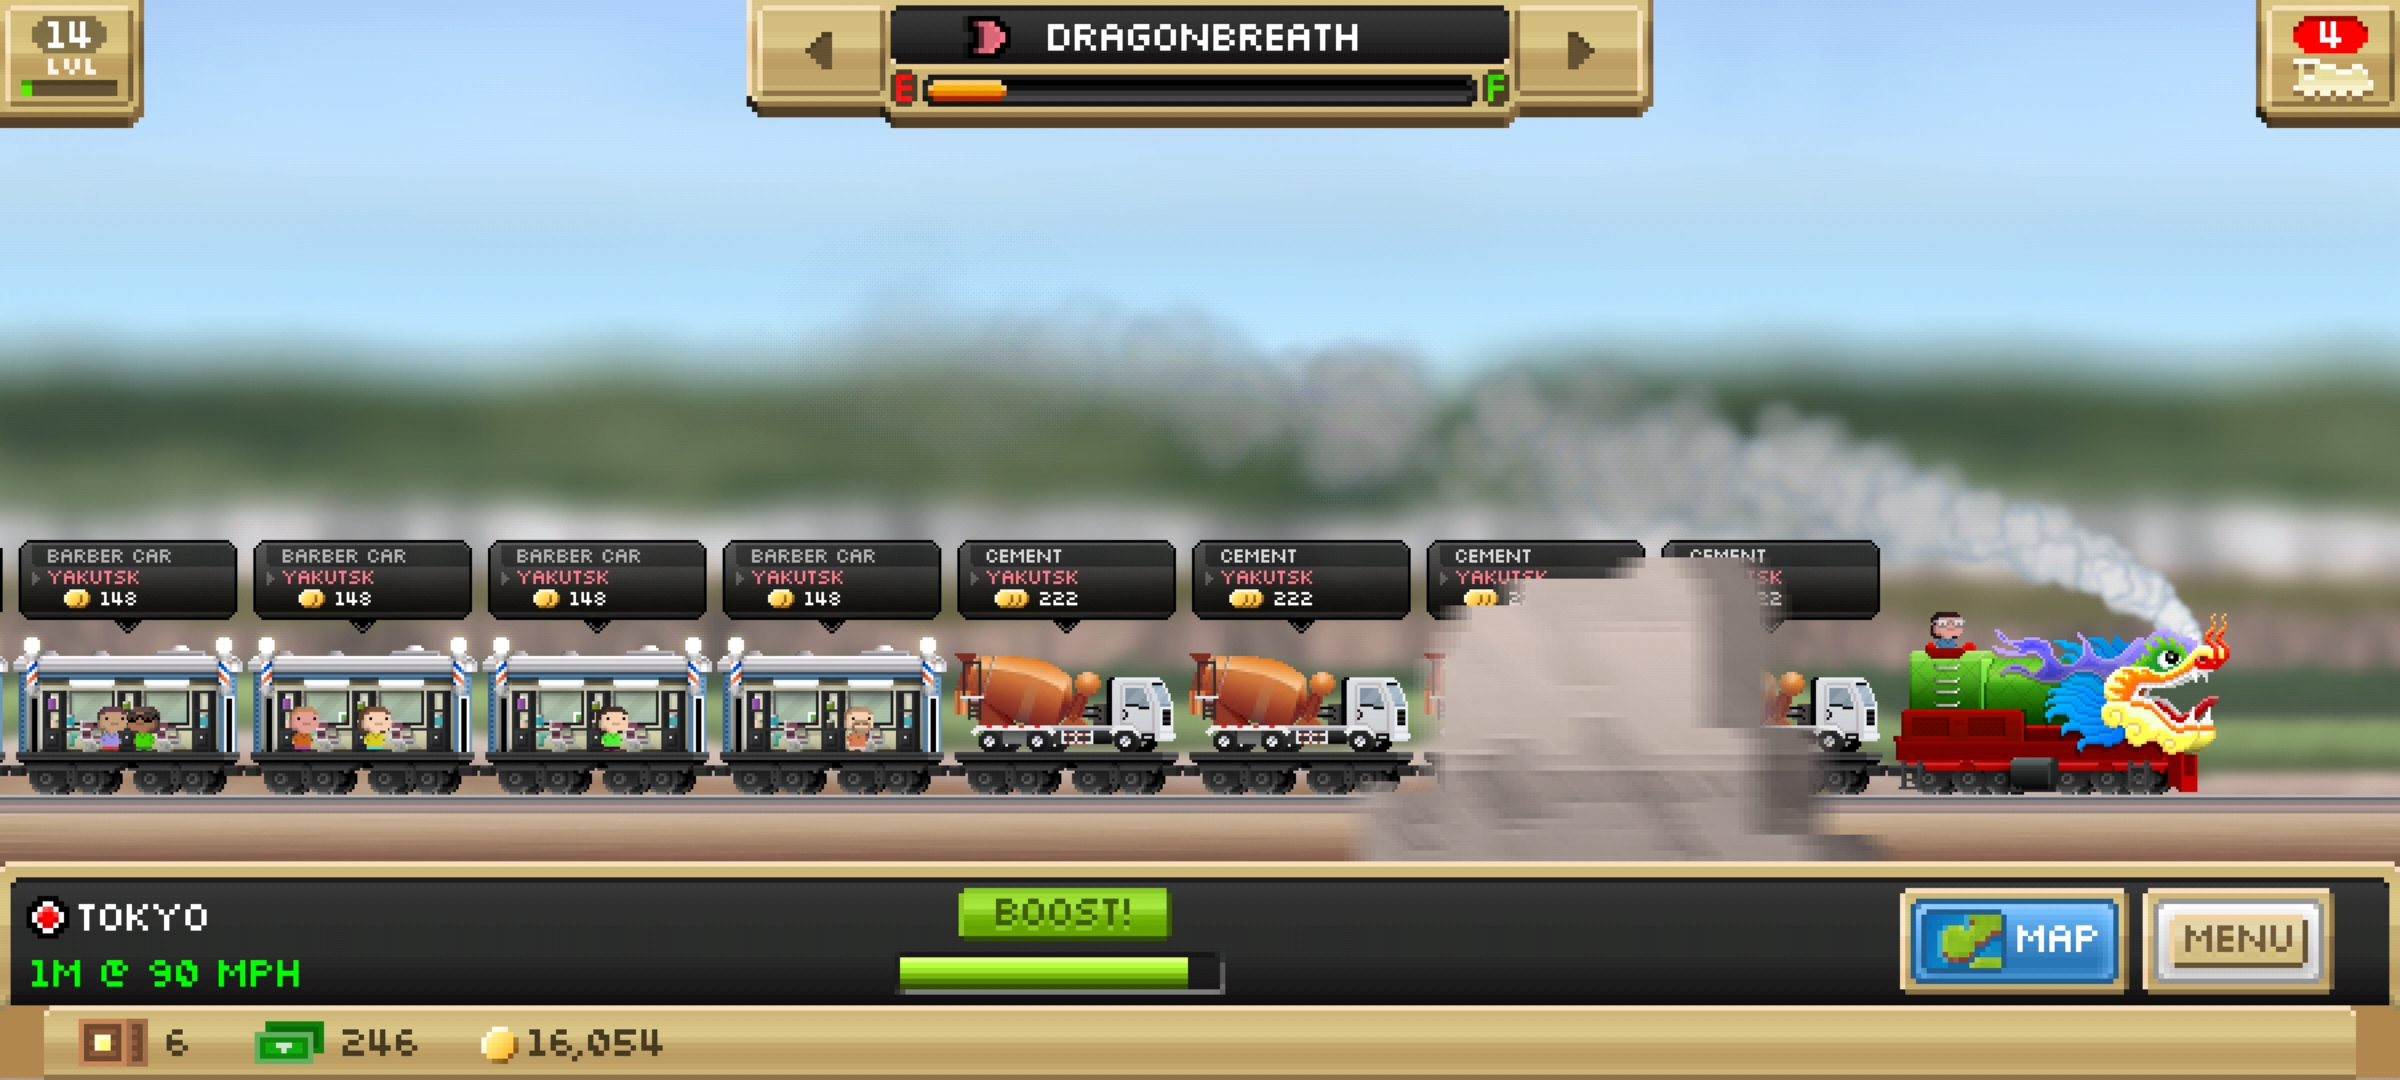 14
LVL
DRAGONBREATH
E F
4
BARBER CAR
YAKUTSK
148
BARBER CAR
YAKUTSK
148
BARBER CAR
YAKUTSK
148
BARBER CAR
YAKUTSK
148
CEMENT
YAKUTSK
222
CEMENT
YAKUTSK
222
CEMENT
YAKUTSK
CEMENT
TOKYO
1M @ 90 MPH
BOOST!
MAP
MENU
6
246
16,054